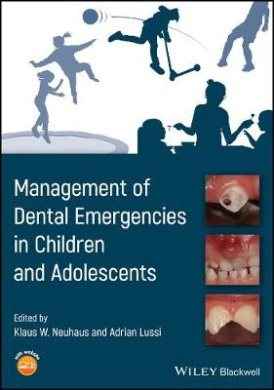 Management of
Dental Emergencies
in Children
and Adolescents
Edited by
Klaus W. Neuhaus and Adrian Lussi
WILEY Blackwell